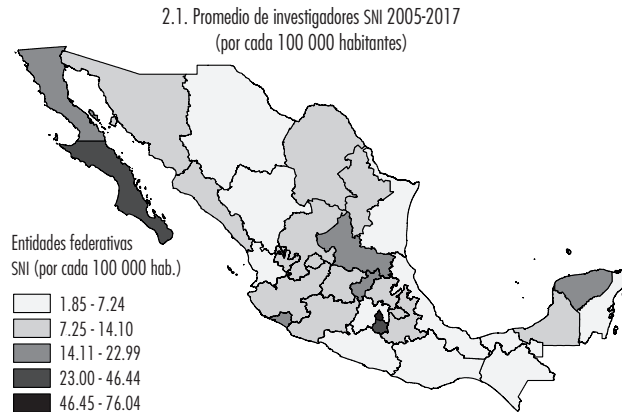 2.1. Promedio de investigadores SNI 2005-2017
(por cada 100 000 habitantes)
Entidades federativas
SNI (por cada 100 000 hab.)
1.85 - 7.24
7.25 - 14.10
14.11 - 22.99
23.00 - 46.44
46.45 - 76.04